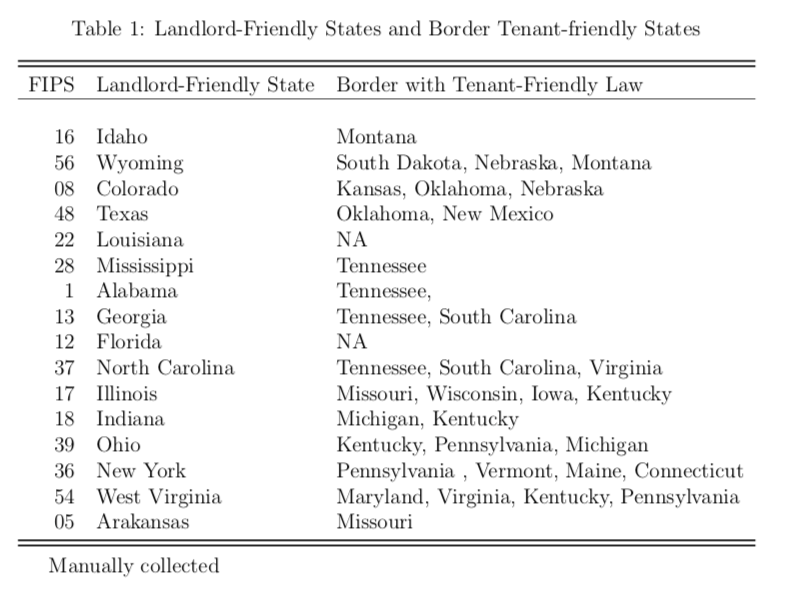 Table 1: Landlord-Friendly States and Border Tenant-friendly States
FIPS Landlord-Friendly State Border with Tenant-Friendly Law
16 Idaho Montana
56 Wyoming South Dakota, Nebraska, Montana
08 Colorado Kansas, Oklahoma, Nebraska
48 Texas Oklahoma, New Mexico
22 Louisiana NA
28 Mississippi Tennessee
1 Alabama Tennessee,
13 Georgia Tennessee, South Carolina
12 Florida NA
37 North Carolina Tennessee, South Carolina, Virginia
17 Illinois Missouri, Wisconsin, Iowa, Kentucky
18 Indiana Michigan, Kentucky
39 Ohio Kentucky, Pennsylvania, Michigan
36 New York Pennsylvania , Vermont, Maine, Connecticut
54 West Virginia Maryland, Virginia, Kentucky, Pennsylvania
05 Arakansas Missouri
Manually collected